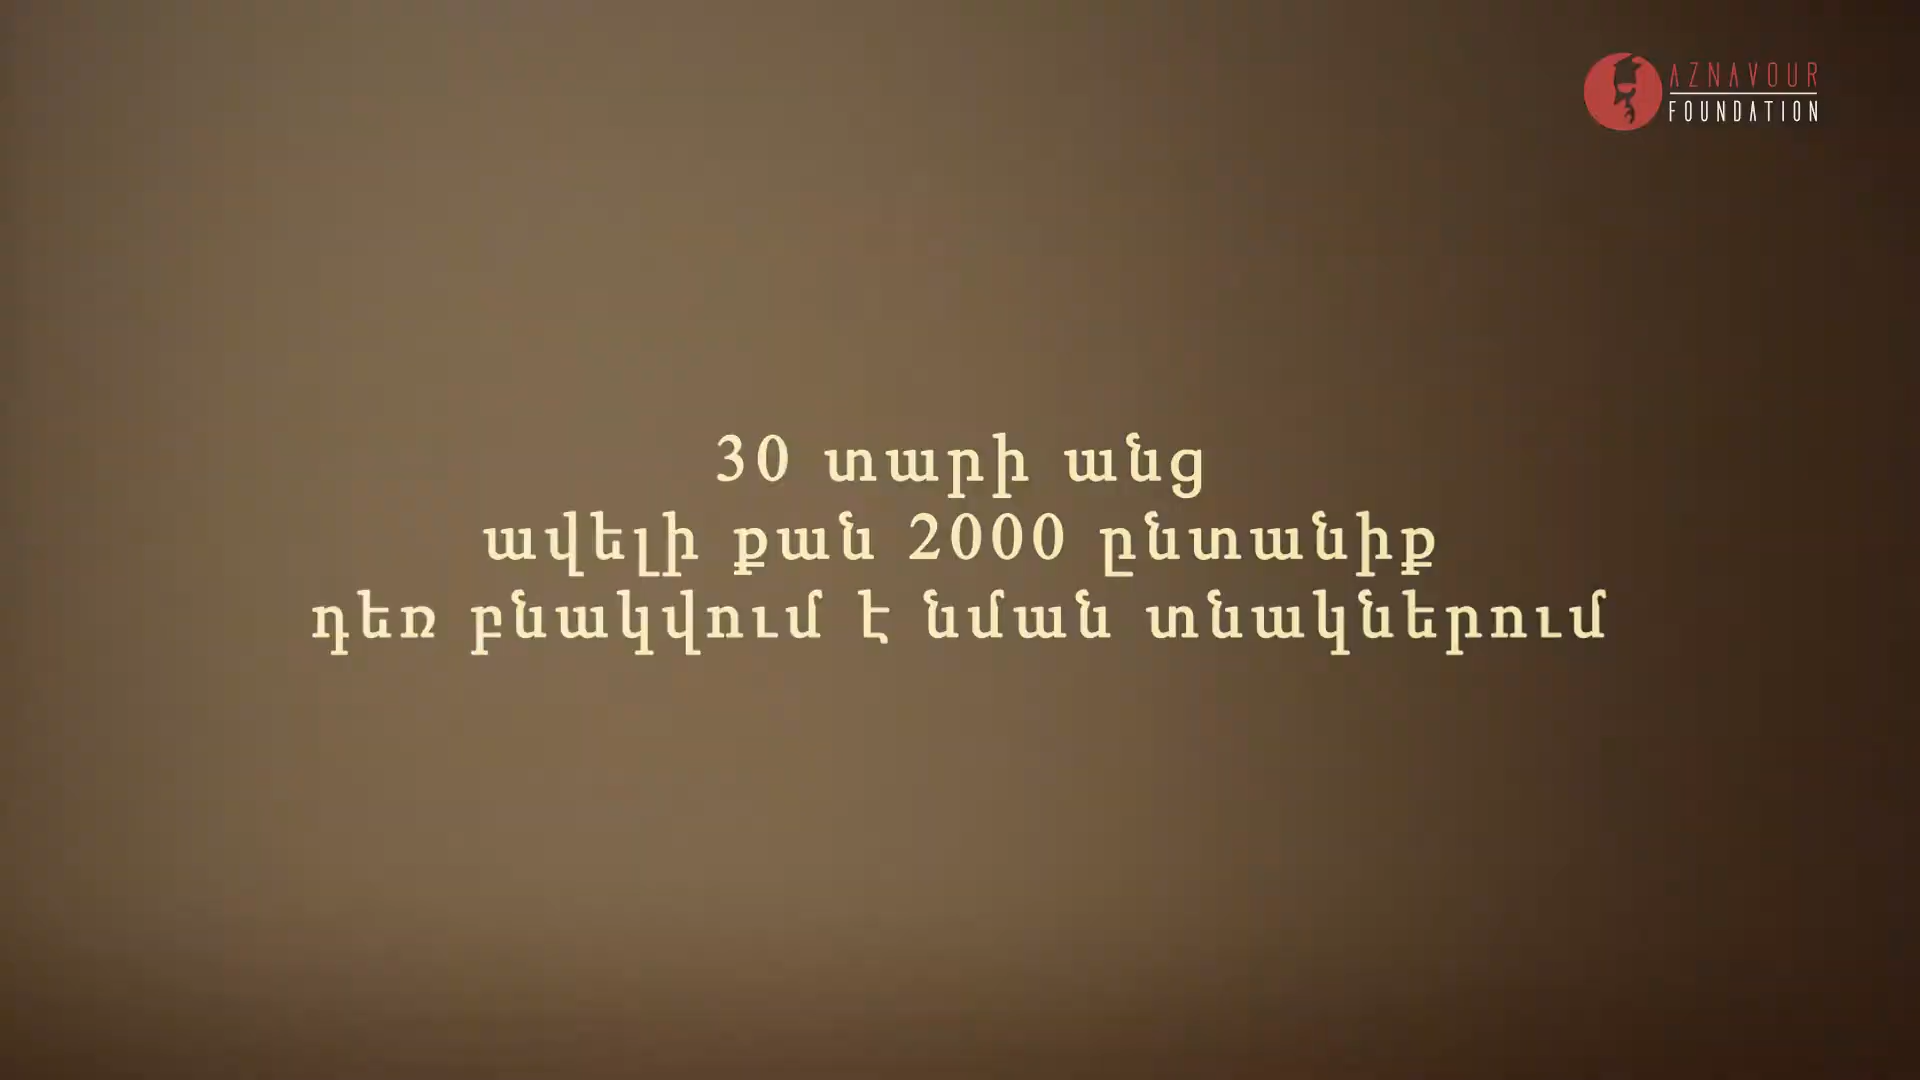 AZNAVOUR
FOUNDATION
30 տարի անց
ավելի քան 2000 ընտանիք
դեռ բնակվում է նման տնակներում